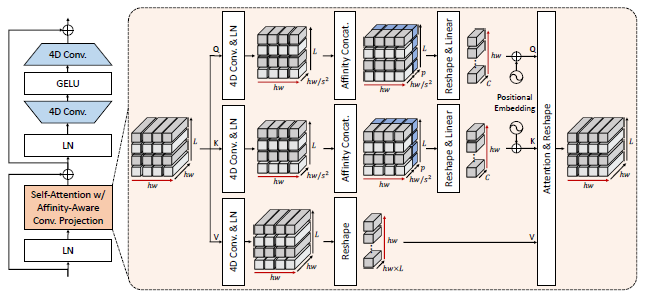 4D Conv.
GELU
4D Conv.
LN
Self-Attention w/
Affinity-Aware
Conv. Projection
LN
L
hw
hw
Q
4D Conv. & LN
L
hw
hw/s²
Affinity Concat.
L
p
hw
hw/s²
Reshape & Linear
hw
C
Q
Positional
Embedding
K
4D Conv. & LN
L
hw
hw/s²
Affinity Concat.
L
p
hw
hw/s²
Reshape & Linear
hw
C
K
V
4D Conv. & LN
L
hw
hw
Reshape
hw
hw×L
V
Attention & Reshape
L
hw
hw